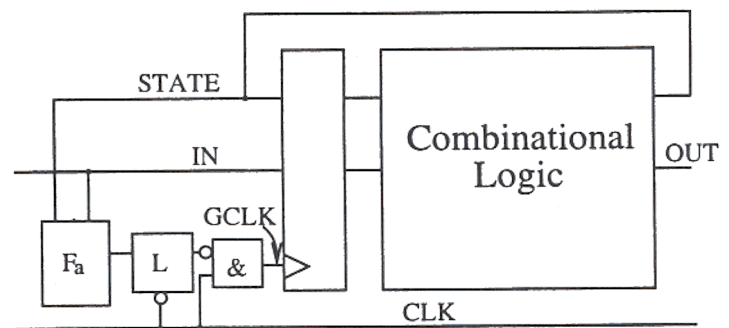 STATE
IN
Combinational
Logic
OUT
GCLK
Fa
L
&
CLK